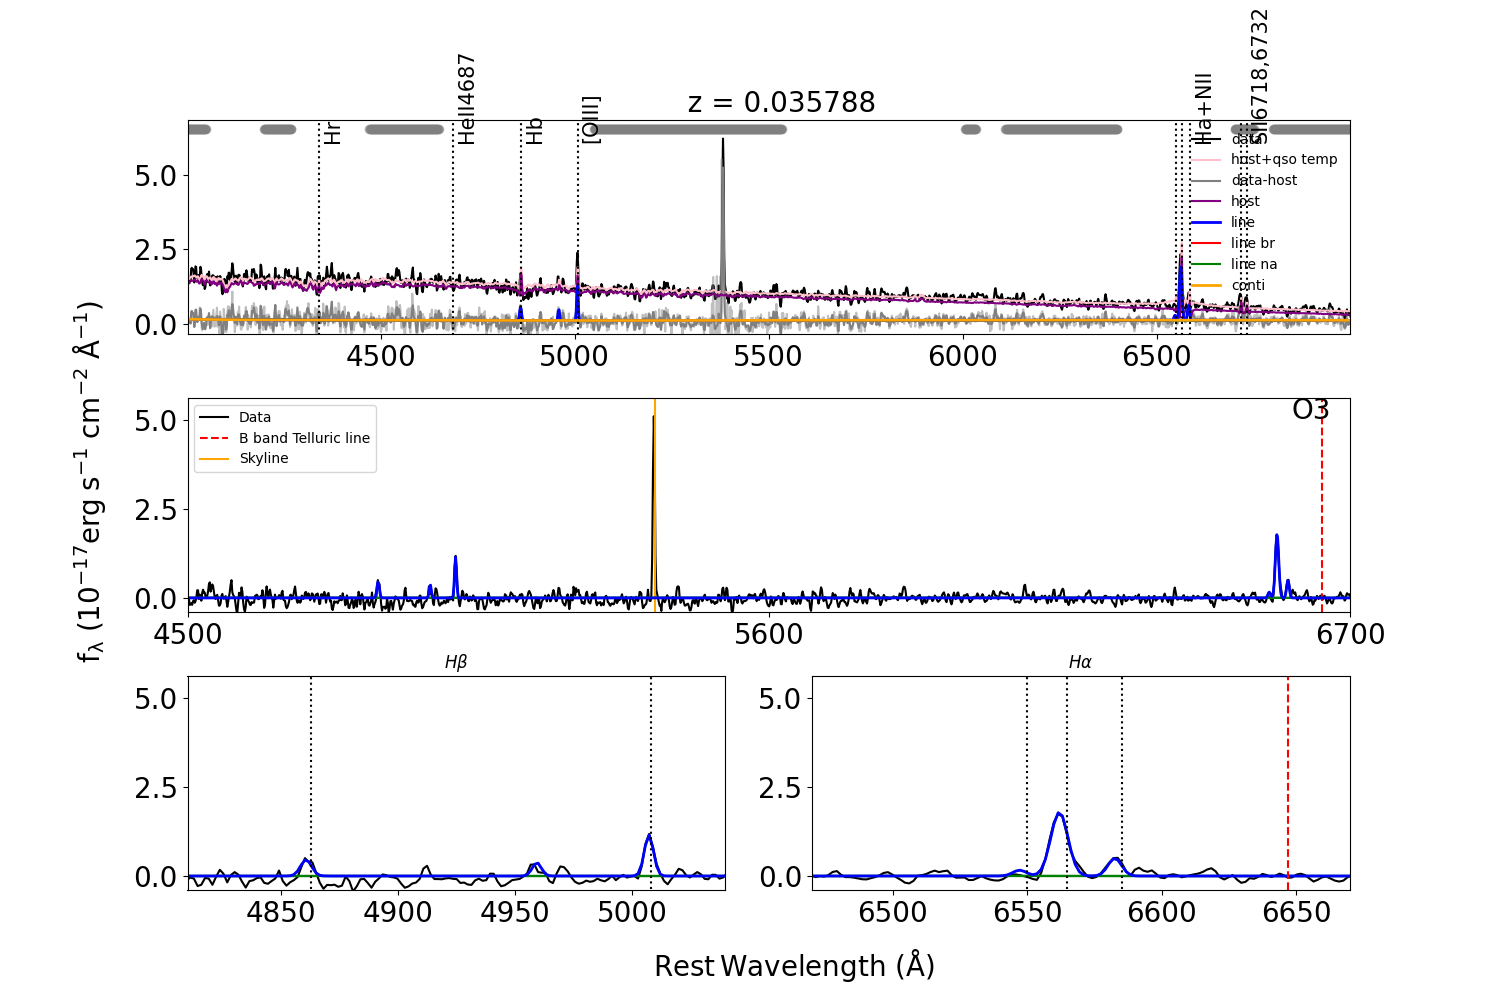 z = 0.035788
Hr
HeII4687
Hb
[OIII]
Ha+NII
SII6718,6732
data
host+qso temp
data-host
host
line
line br
line na
conti
5.0
2.5
0.0
4500
5000
5500
6000
6500
Data
B band Telluric line
Skyline
O3
5.0
2.5
0.0
4500
5600
6700
fλ (10−17erg s−1 cm−2 Å−1)
Hβ
5.0
2.5
0.0
4850
4900
4950
5000
Hα
5.0
2.5
0.0
6500
6550
6600
6650
Rest Wavelength (Å)